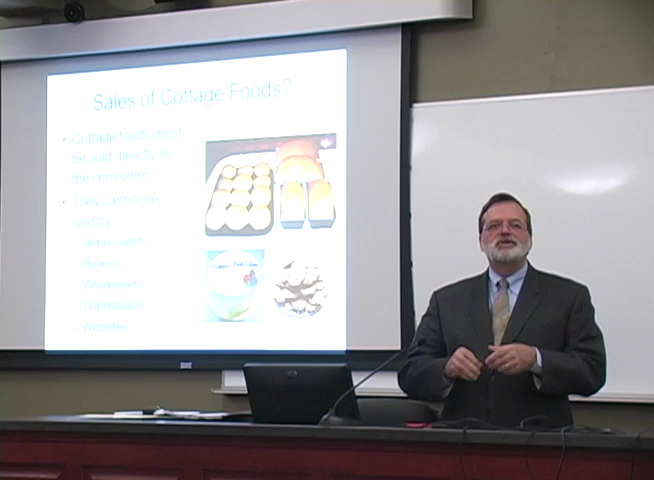 Sales of Cottage Foods?
• Cottage foods must
be sold directly to
the consumer
• They cannot be
sold by
– Retail outlets
– Brokers
– Wholesalers
– Warehouses
– Websites